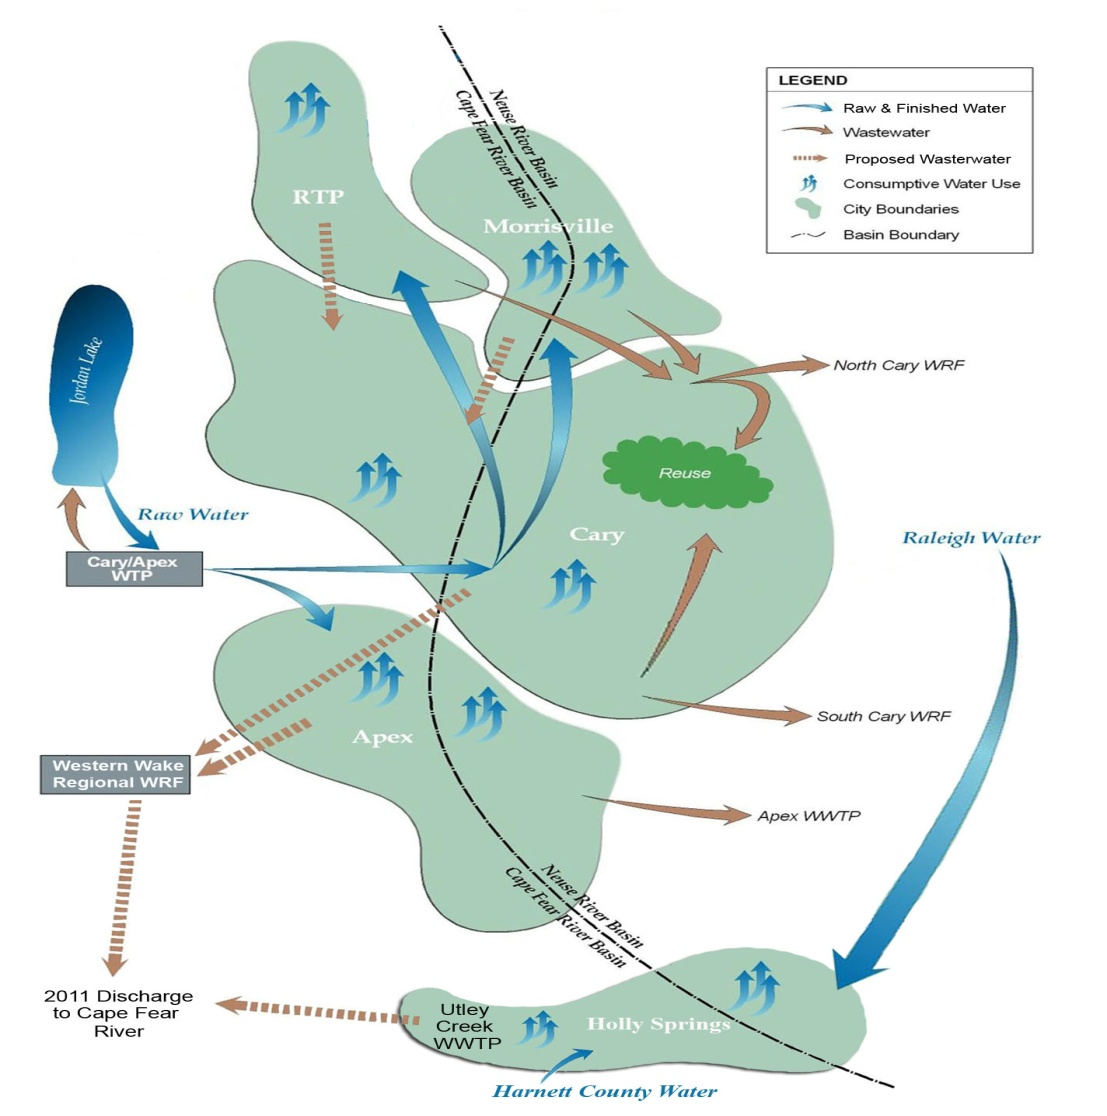 Neuse River Basin
Cape Fear River Basin
LEGEND
Raw & Finished Water
Wastewater
Proposed Wasterwater
Consumptive Water Use
City Boundaries
Basin Boundary
RTP
Morrisville
Jordan Lake
North Cary WRF
Reuse
Raw Water
Cary
Raleigh Water
Cary/Apex
WTP
South Cary WRF
Apex
Western Wake
Regional WRF
Apex WWTP
Neuse River Basin
Cape Fear River Basin
2011 Discharge
to Cape Fear
River
Utley
Creek
WWTP
Holly Springs
Harnett County Water